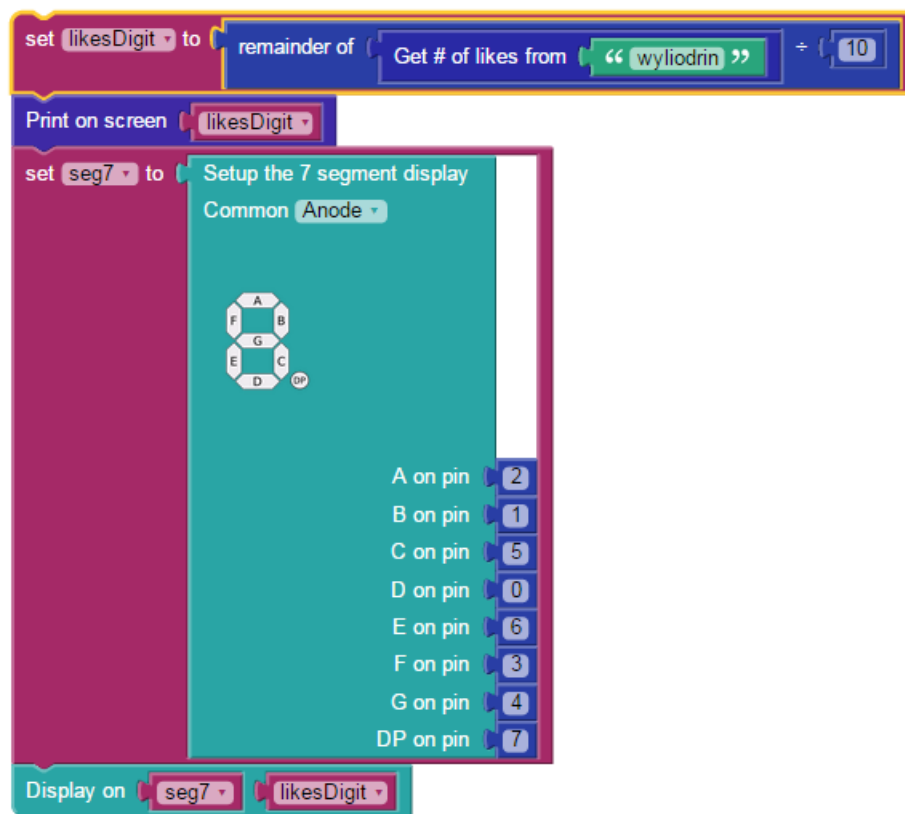 set likesDigit to remainder of Get # of likes from “ wyliodrin ” ÷ 10
Print on screen likesDigit
set seg7 to Setup the 7 segment display
Common Anode
A
F B
G
E C
D DP
A on pin 2
B on pin 1
C on pin 5
D on pin 0
E on pin 6
F on pin 3
G on pin 4
DP on pin 7
Display on seg7 likesDigit